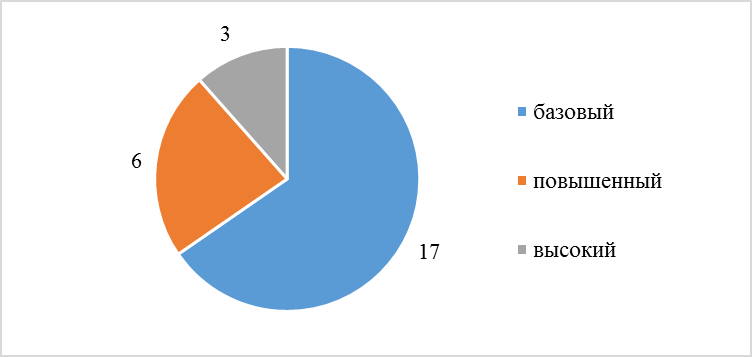 3
6
17
базовый
повышенный
высокий